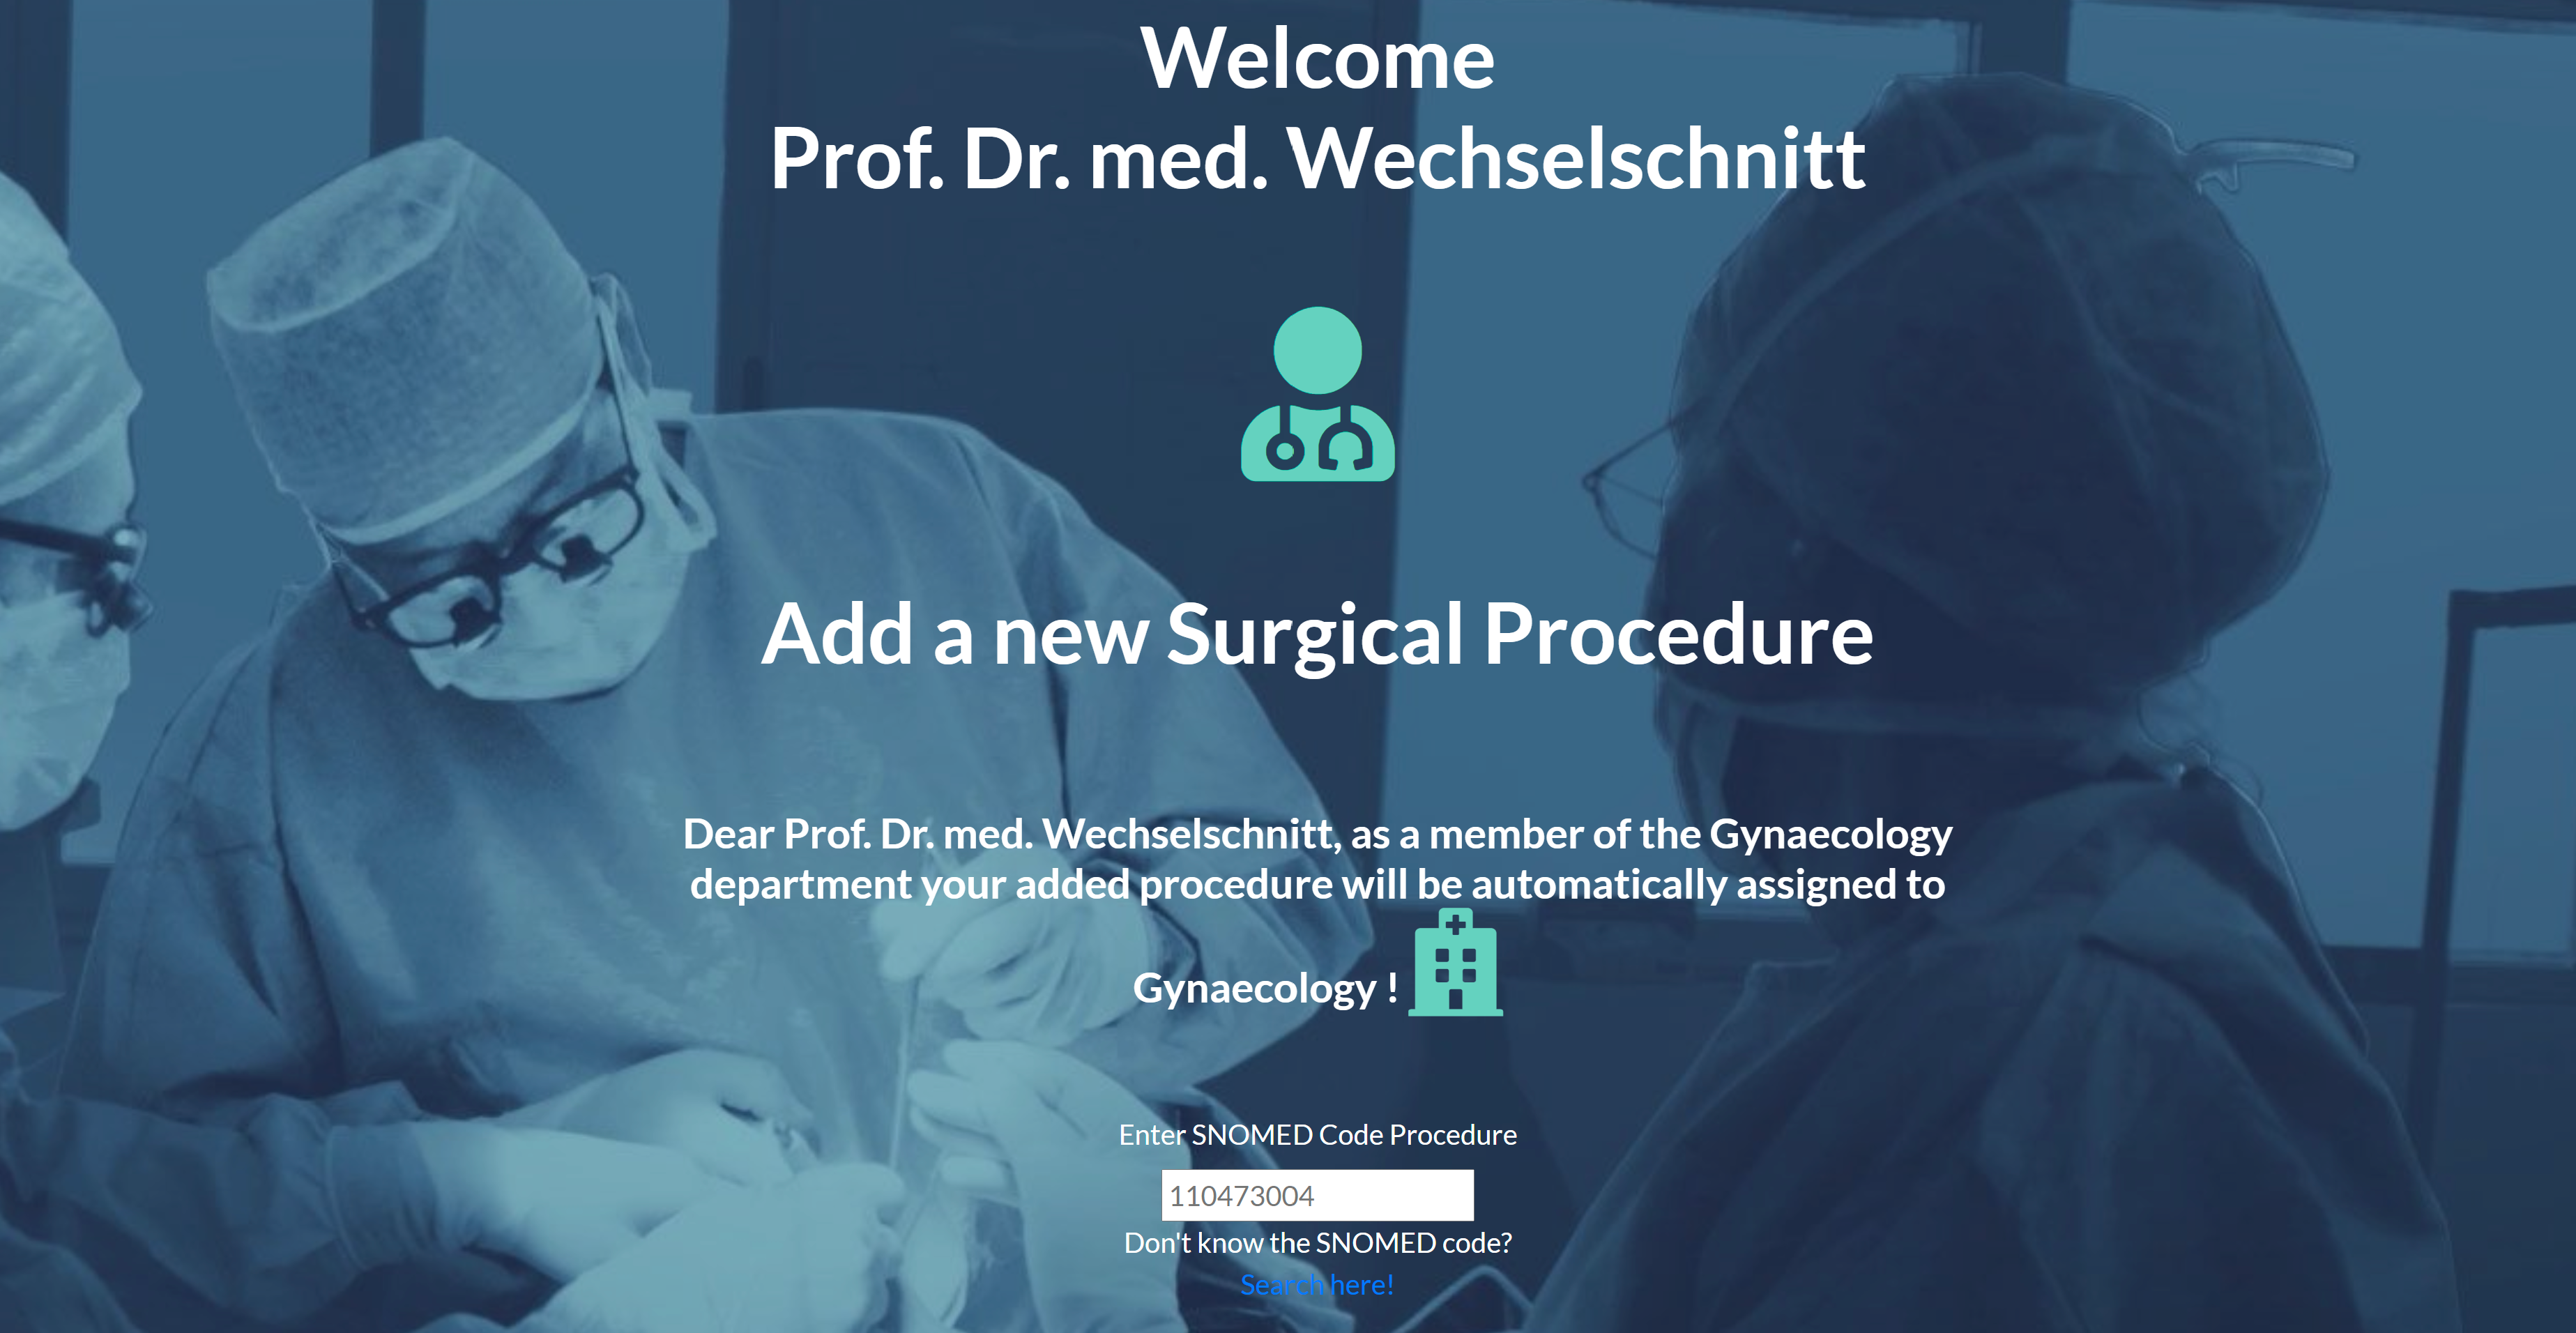 Welcome
Prof. Dr. med. Wechselschnitt
Add a new Surgical Procedure
Dear Prof. Dr. med. Wechselschnitt, as a member of the Gynaecology
department your added procedure will be automatically assigned to
Gynaecology !
Enter SNOMED Code Procedure
110473004
Don't know the SNOMED code?
Search here!